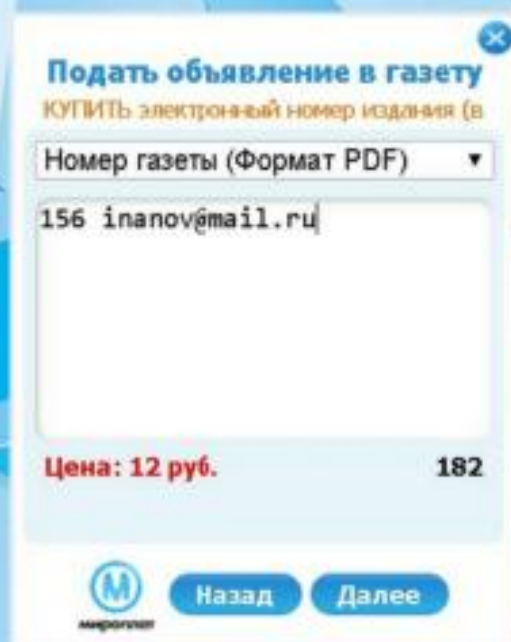 Подать объявление в газету
КУПИТЬ электронный номер издания (в
Номер газеты (Формат PDF)
156 inanov@mail.ru
Цена: 12 руб. 182
М
мироплат
Назад Далее